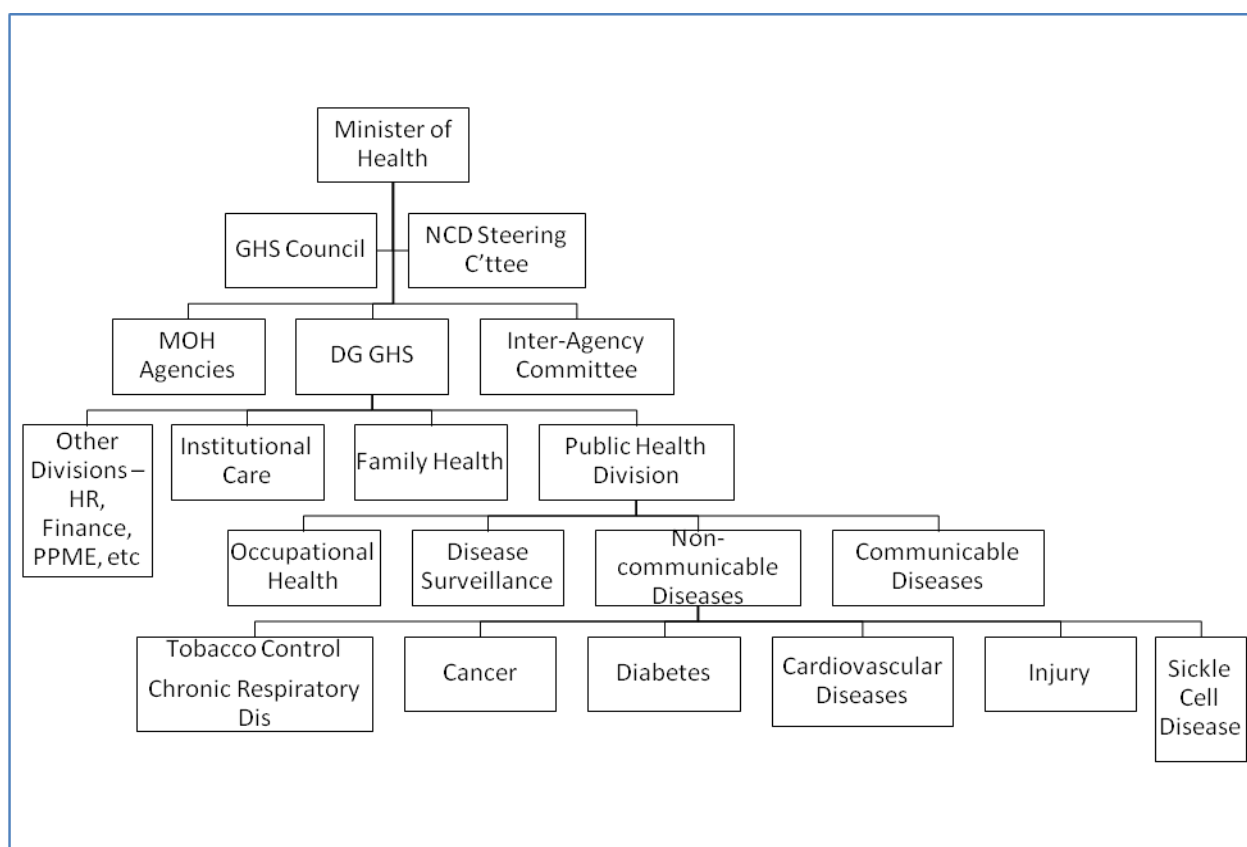 Minister of
Health
GHS Council
NCD Steering
C'ttee
MOH
Agencies
DG GHS
Inter-Agency
Committee
Other
Divisions –
HR,
Finance,
PPME, etc
Institutional
Care
Family Health
Public Health
Division
Occupational
Health
Disease
Surveillance
Non-
communicable
Diseases
Communicable
Diseases
Tobacco Control
Chronic Respiratory
Dis
Cancer
Diabetes
Cardiovascular
Diseases
Injury
Sickle
Cell
Disease